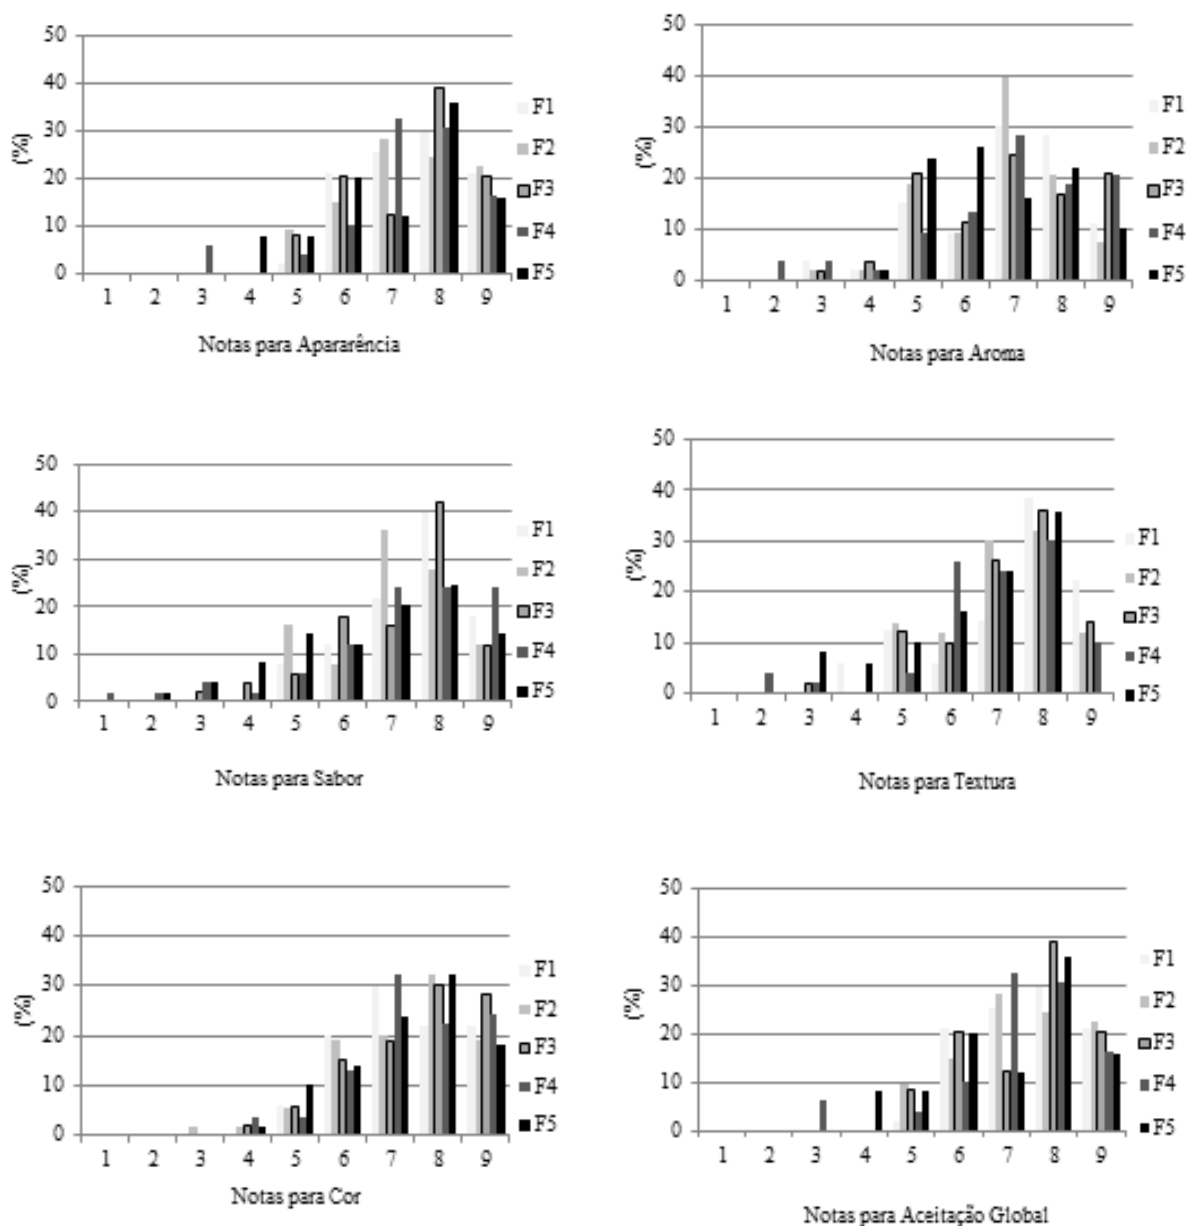 50
40
30
20
10
0
(%)
1 2 3 4 5 6 7 8 9
F1
F2
F3
F4
F5
Notas para Apararência
50
40
30
20
10
0
(%)
1 2 3 4 5 6 7 8 9
F1
F2
F3
F4
F5
Notas para Aroma
50
40
30
20
10
0
(%)
1 2 3 4 5 6 7 8 9
F1
F2
F3
F4
F5
Notas para Sabor
50
40
30
20
10
0
(%)
1 2 3 4 5 6 7 8 9
F1
F2
F3
F4
F5
Notas para Textura
50
40
30
20
10
0
(%)
1 2 3 4 5 6 7 8 9
F1
F2
F3
F4
F5
Notas para Cor
50
40
30
20
10
0
(%)
1 2 3 4 5 6 7 8 9
F1
F2
F3
F4
F5
Notas para Aceitação Global